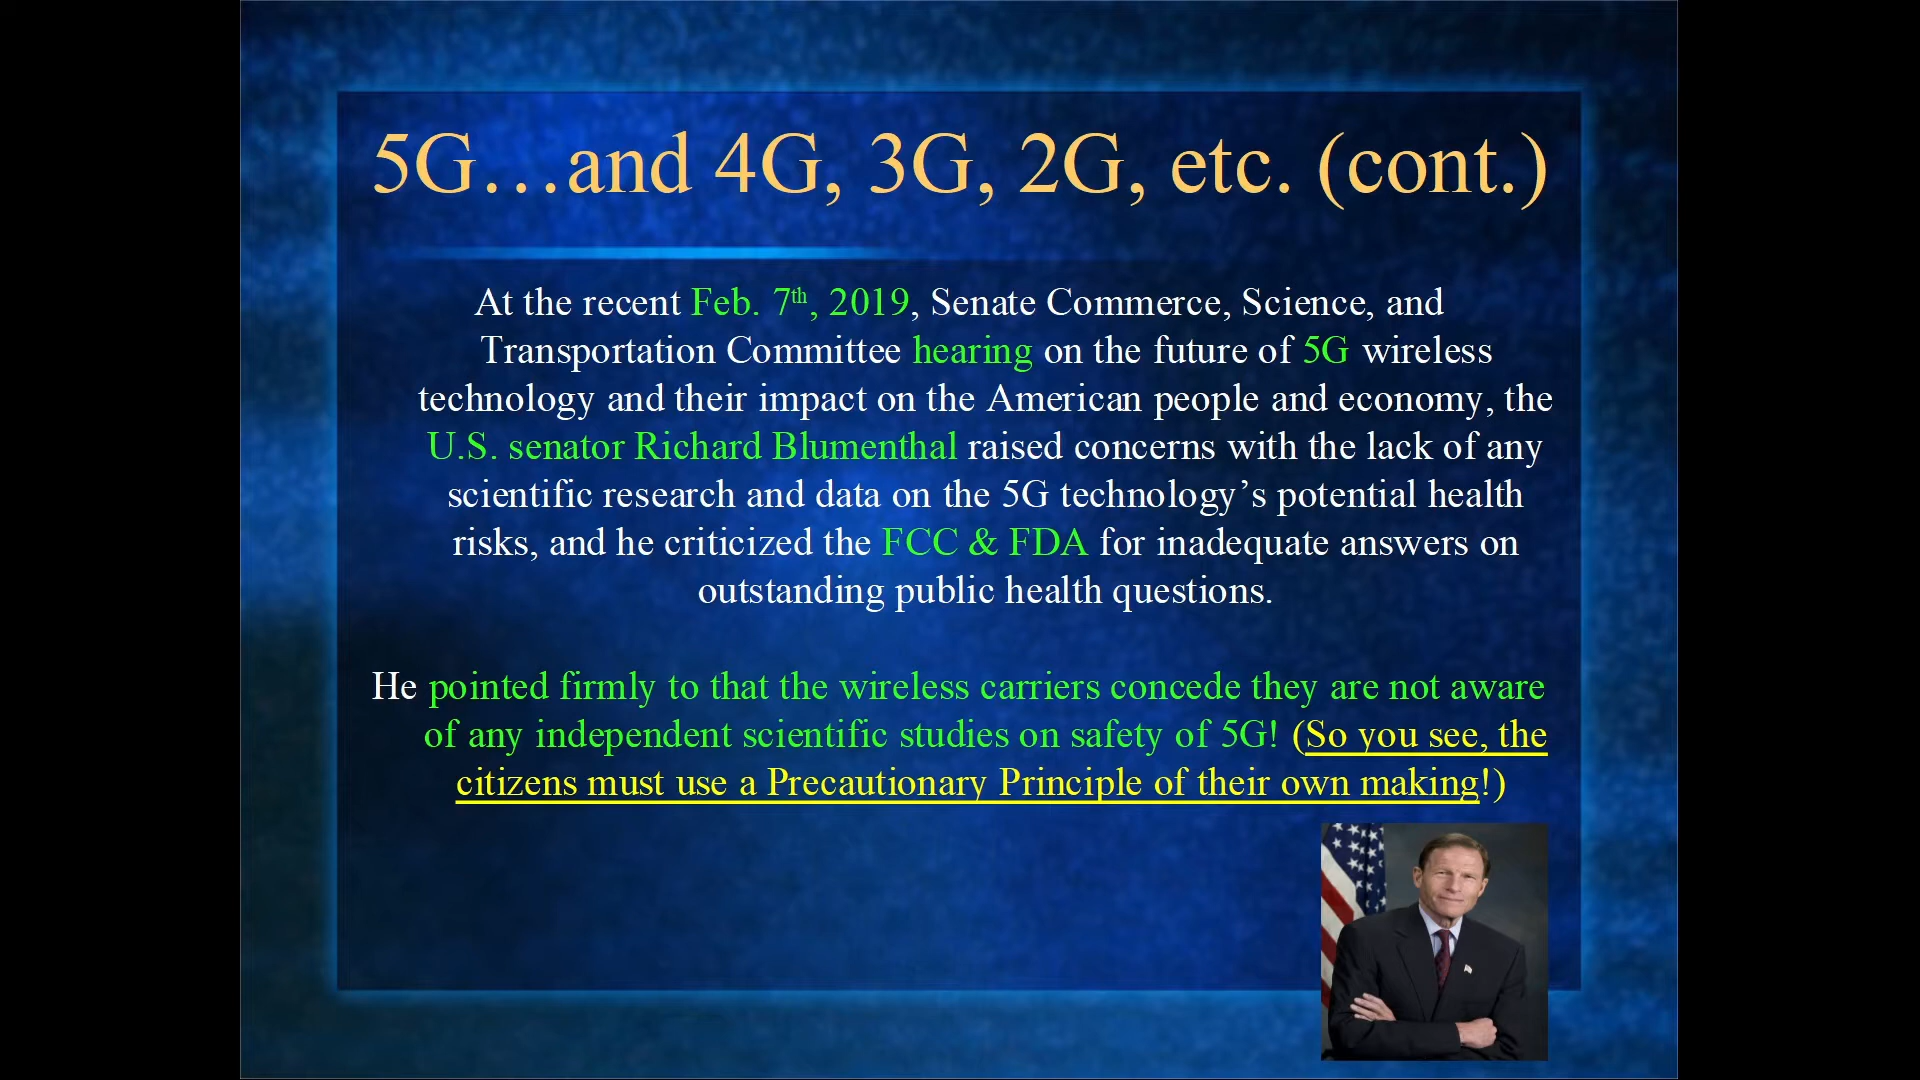 5G…and 4G, 3G, 2G, etc. (cont.)
At the recent Feb. 7th, 2019, Senate Commerce, Science, and
Transportation Committee hearing on the future of 5G wireless
technology and their impact on the American people and economy, the
U.S. senator Richard Blumenthal raised concerns with the lack of any
scientific research and data on the 5G technology’s potential health
risks, and he criticized the FCC & FDA for inadequate answers on
outstanding public health questions.
He pointed firmly to that the wireless carriers concede they are not aware
of any independent scientific studies on safety of 5G! (So you see, the
citizens must use a Precautionary Principle of their own making!)